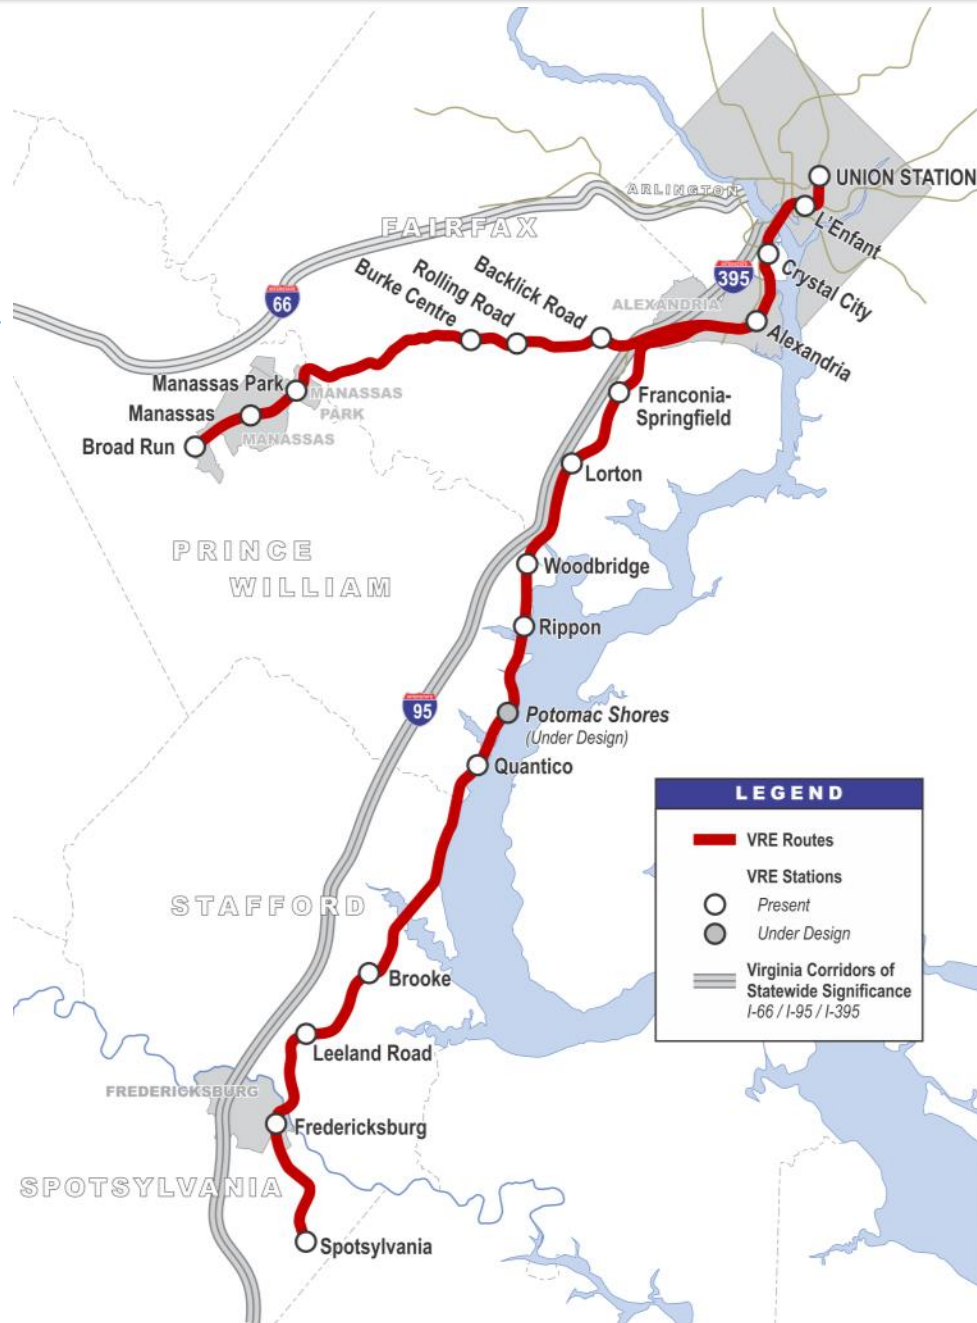 UNION STATION
ARLINGTON
L'Enfant
FAIRFAX
Crystal City
395
66
Backlick Road
Rolling Road
Burke Centre
ALEXANDRIA
Alexandria
Manassas Park
MANASSAS
PARK
Manassas
MANASSAS
Broad Run
Franconia-
Springfield
Lorton
PRINCE
WILLIAM
Woodbridge
Rippon
95
Potomac Shores
(Under Design)
Quantico
LEGEND
VRE Routes
VRE Stations
Present
Under Design
Virginia Corridors of
Statewide Significance
I-66 / I-95 / I-395
STAFFORD
Brooke
Leeland Road
FREDERICKSBURG
Fredericksburg
SPOTSYLVANIA
Spotsylvania